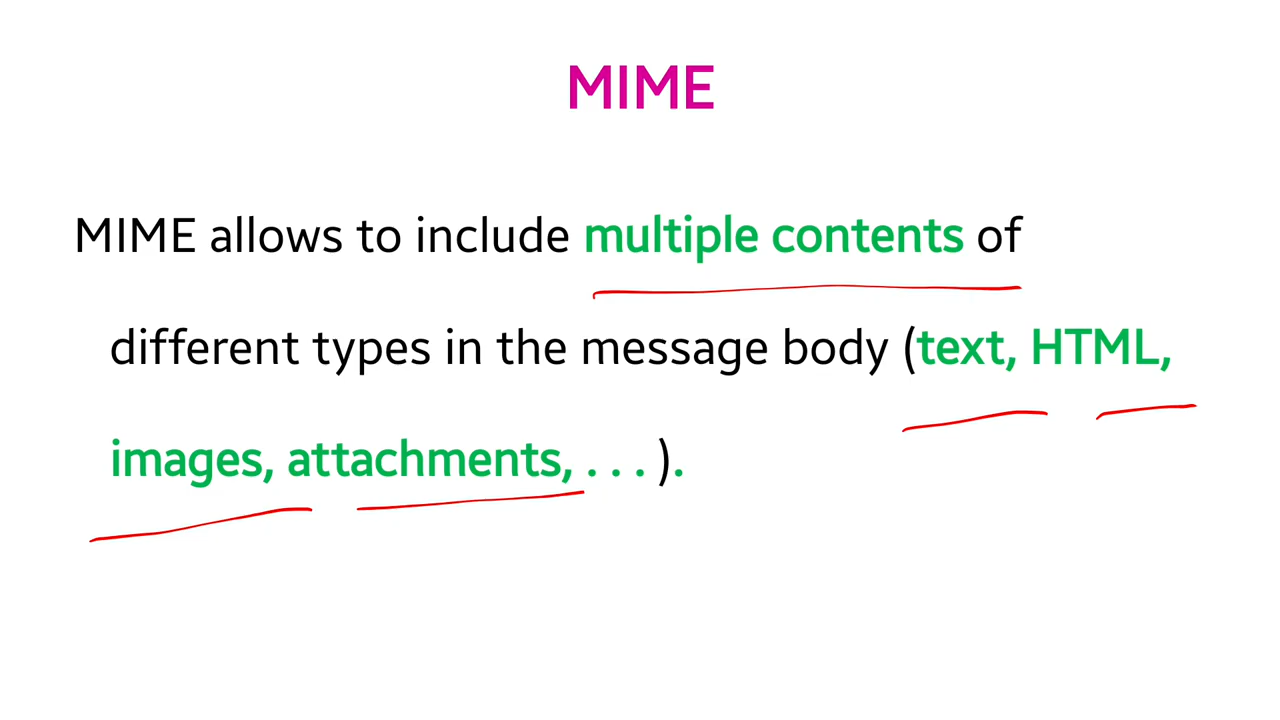 MIME
MIME allows to include multiple contents of
different types in the message body (text, HTML,
images, attachments, . . . ).